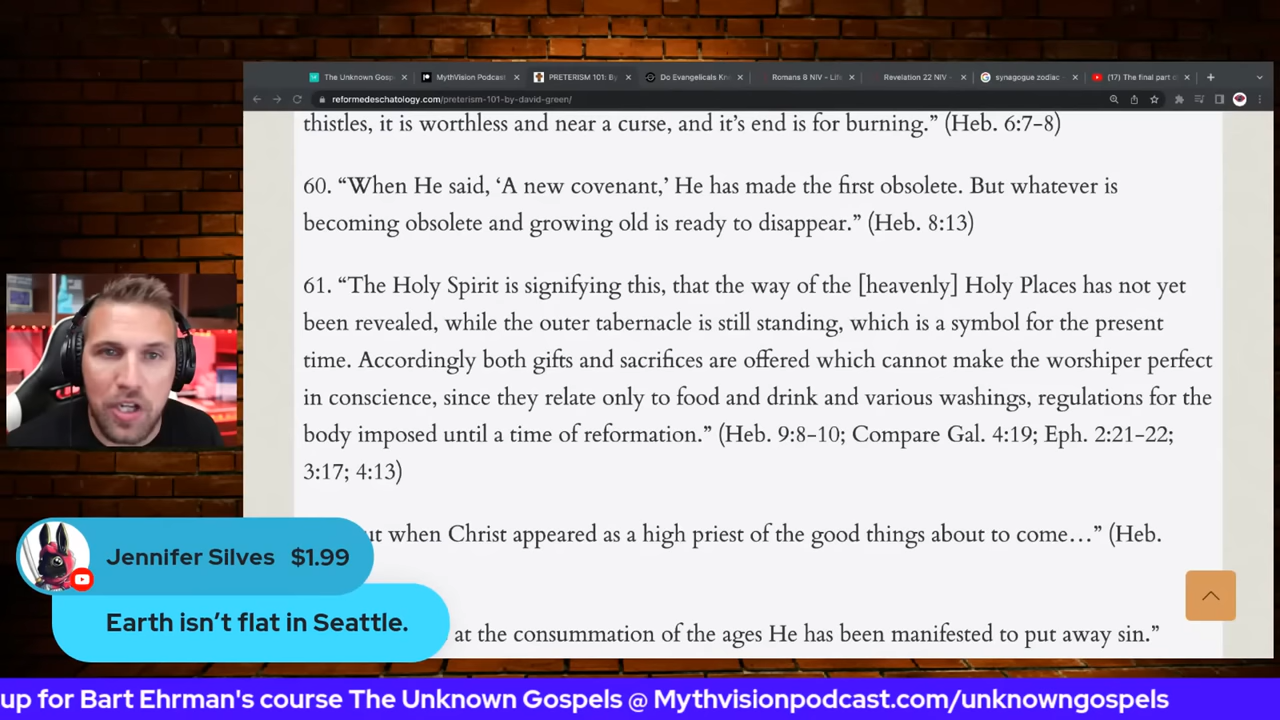 The Unknown Gosp
MythVision Podcast
PRETERISM 101: By
Do Evangelicals Kn
Romans 8 NIV - Life
Revelation 22 NIV -
synagogue zodiac
(17) The final part o
reformedeschatology.com/preterism-101-by-david-green/
thistles, it is worthless and near a curse, and it's end is for burning.” (Heb. 6:7-8)
60. “When He said, ‘A new covenant,’ He has made the first obsolete. But whatever is
becoming obsolete and growing old is ready to disappear.” (Heb. 8:13)
61. “The Holy Spirit is signifying this, that the way of the [heavenly] Holy Places has not yet
been revealed, while the outer tabernacle is still standing, which is a symbol for the present
time. Accordingly both gifts and sacrifices are offered which cannot make the worshiper perfect
in conscience, since they relate only to food and drink and various washings, regulations for the
body imposed until a time of reformation.” (Heb. 9:8-10; Compare Gal. 4:19; Eph. 2:21-22;
3:17; 4:13)
ut when Christ appeared as a high priest of the good things about to come…” (Heb.
at the consummation of the ages He has been manifested to put away sin.”
Jennifer Silves $1.99
Earth isn’t flat in Seattle.
up for Bart Ehrman's course The Unknown Gospels @ Mythvisionpodcast.com/unknowngospels